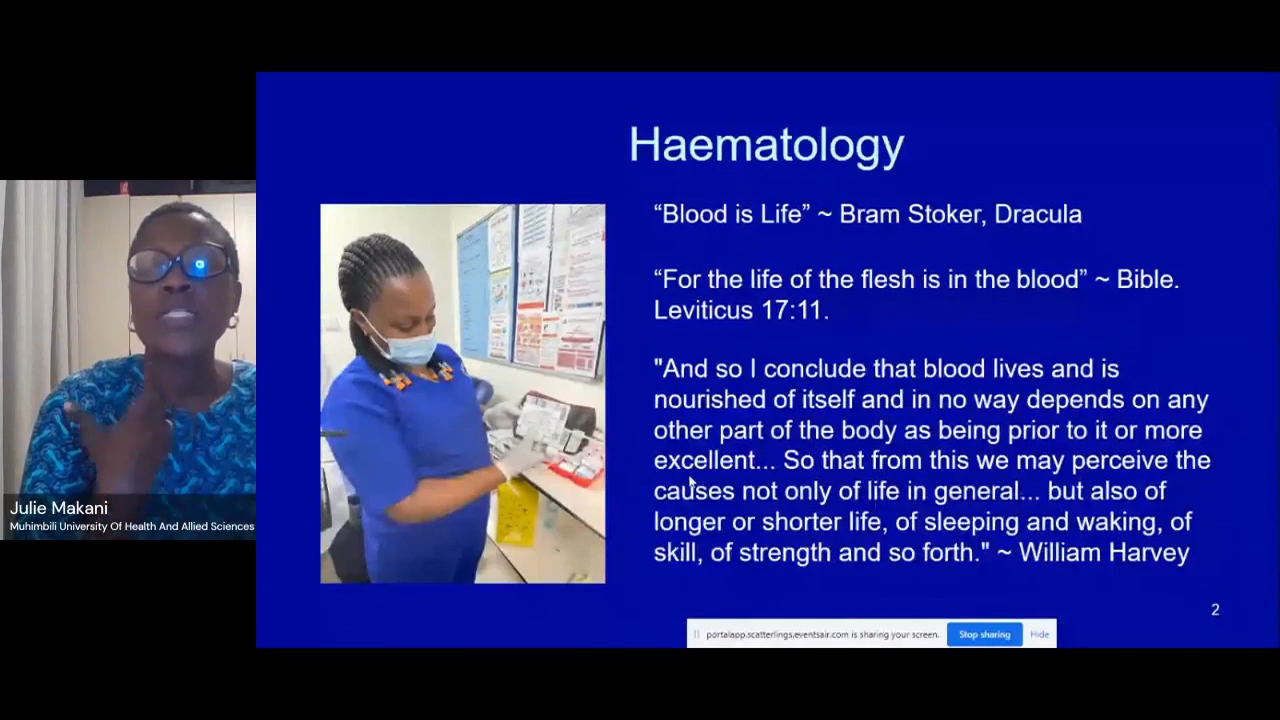 Haematology
“Blood is Life” ~ Bram Stoker, Dracula
“For the life of the flesh is in the blood” ~ Bible.
Leviticus 17:11.
"And so I conclude that blood lives and is
nourished of itself and in no way depends on any
other part of the body as being prior to it or more
excellent... So that from this we may perceive the
causes not only of life in general... but also of
longer or shorter life, of sleeping and waking, of
skill, of strength and so forth." ~ William Harvey
Julie Makani
Muhimbili University Of Health And Allied Sciences
2
portalapp.scatterlings.eventsair.com is sharing your screen.
Stop sharing
Hide